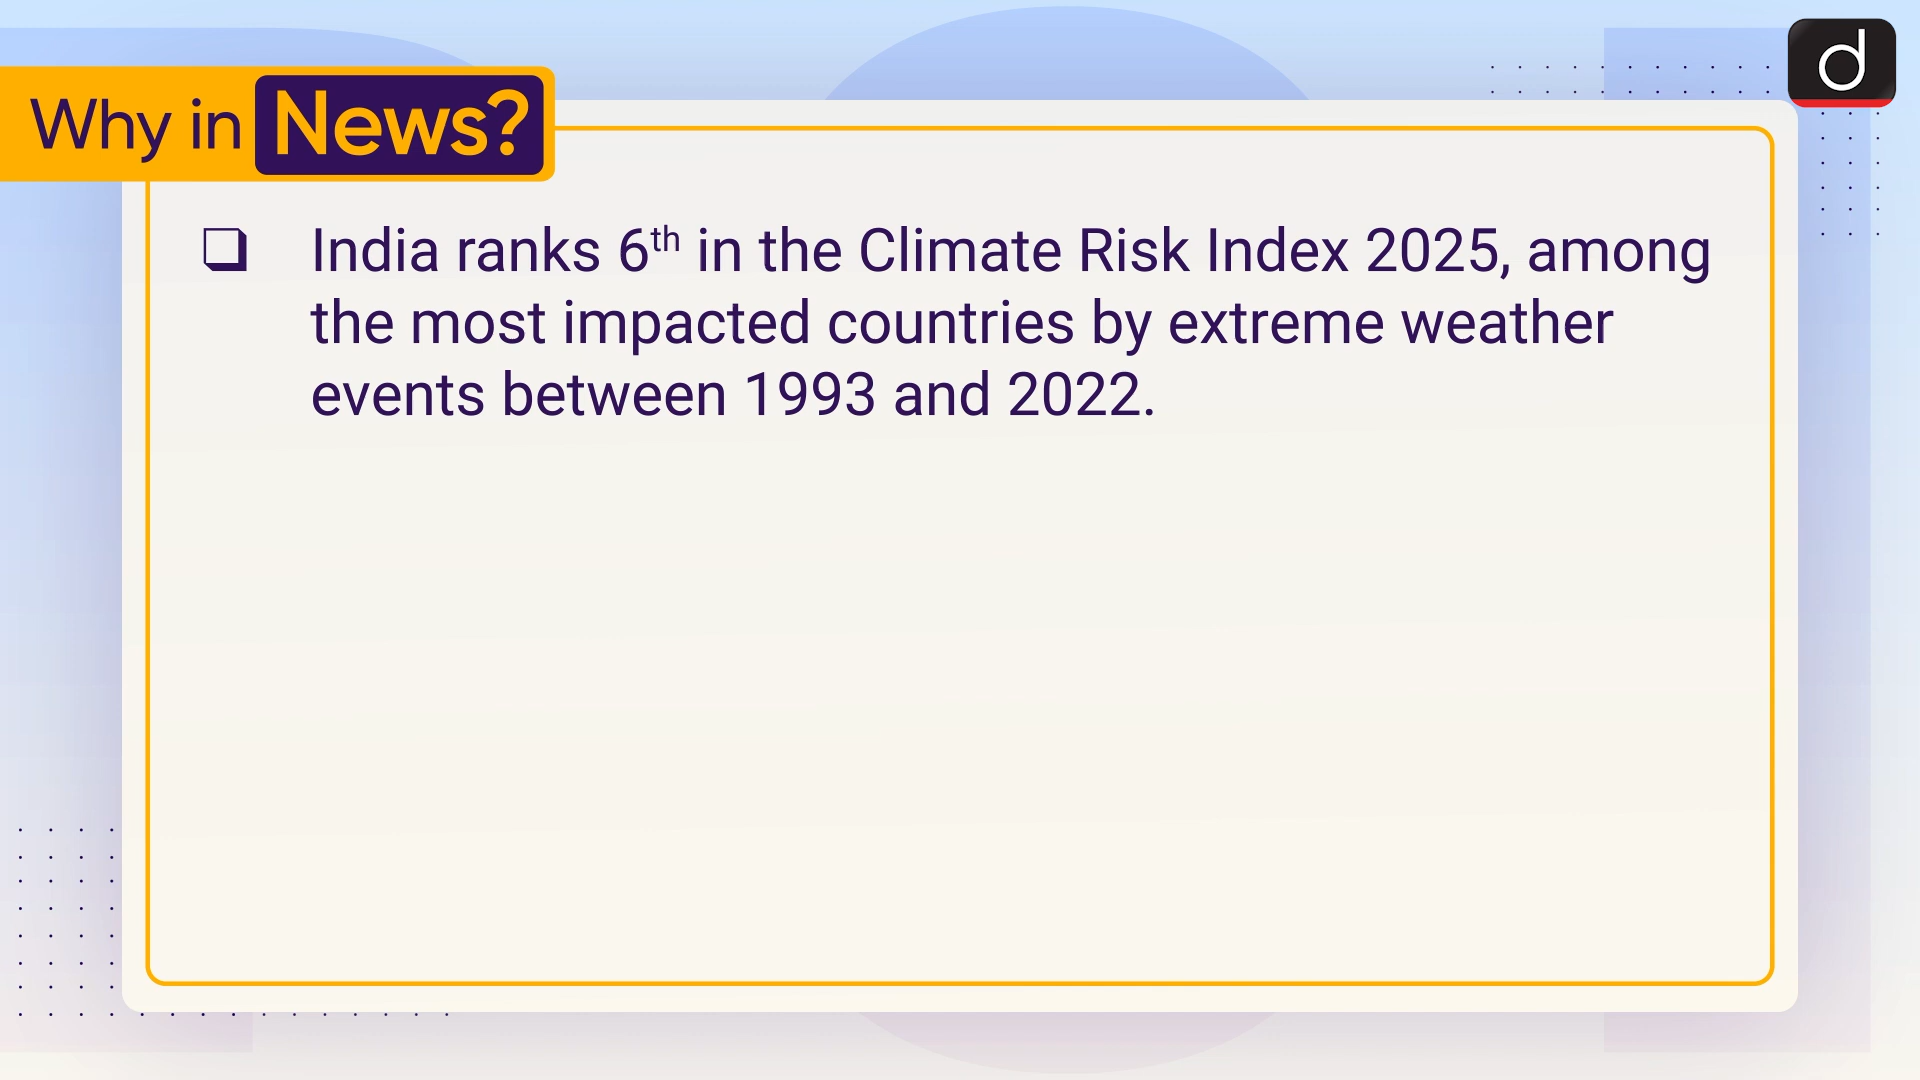 Why in News?
d
❑ India ranks 6th in the Climate Risk Index 2025, among
the most impacted countries by extreme weather
events between 1993 and 2022.